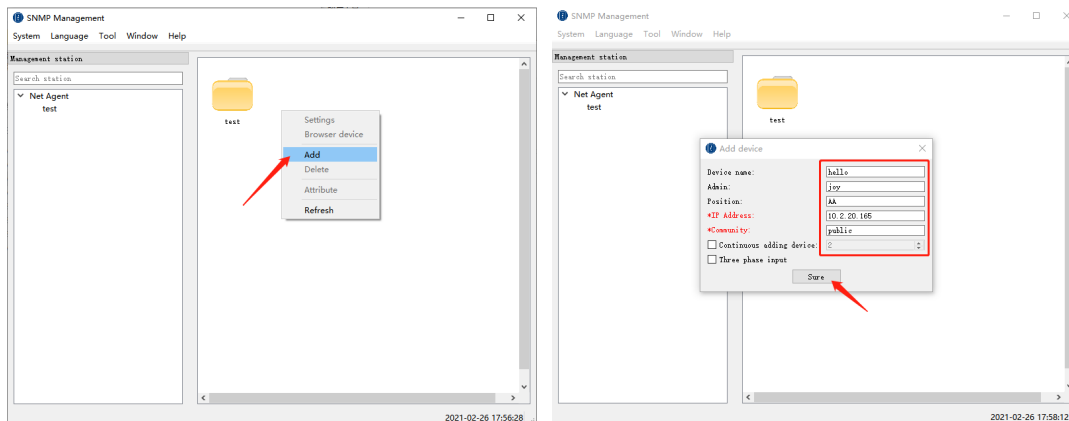 SNMP Management
System Language Tool Window Help
Management station
Search station
Net Agent
test
test
Settings
Browser device
Add
Delete
Attribute
Refresh
2021-02-26 17:56:28
SNMP Management
System Language Tool Window Help
Management station
Search station
Net Agent
test
test
Add device
Device name: hello
Admin: joy
Position: AA
*IP Address: 10.2.20.165
*Community: public
Continuous adding device: 2
Three phase input
Sure
2021-02-26 17:58:12